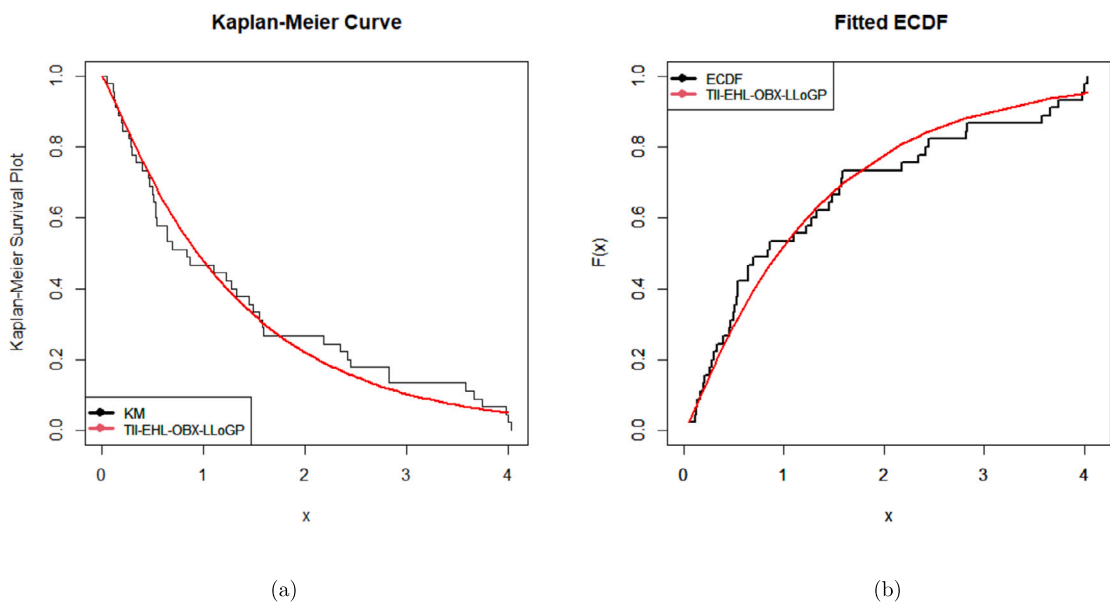 Kaplan-Meier Curve
Kaplan-Meier Survival Plot
1.0
0.8
0.6
0.4
0.2
0.0
KM
TII-EHL-OBX-LLoGP
0 1 2 3 4
x
(a)
Fitted ECDF
F(x)
1.0
0.8
0.6
0.4
0.2
0.0
ECDF
TII-EHL-OBX-LLoGP
0 1 2 3 4
x
(b)